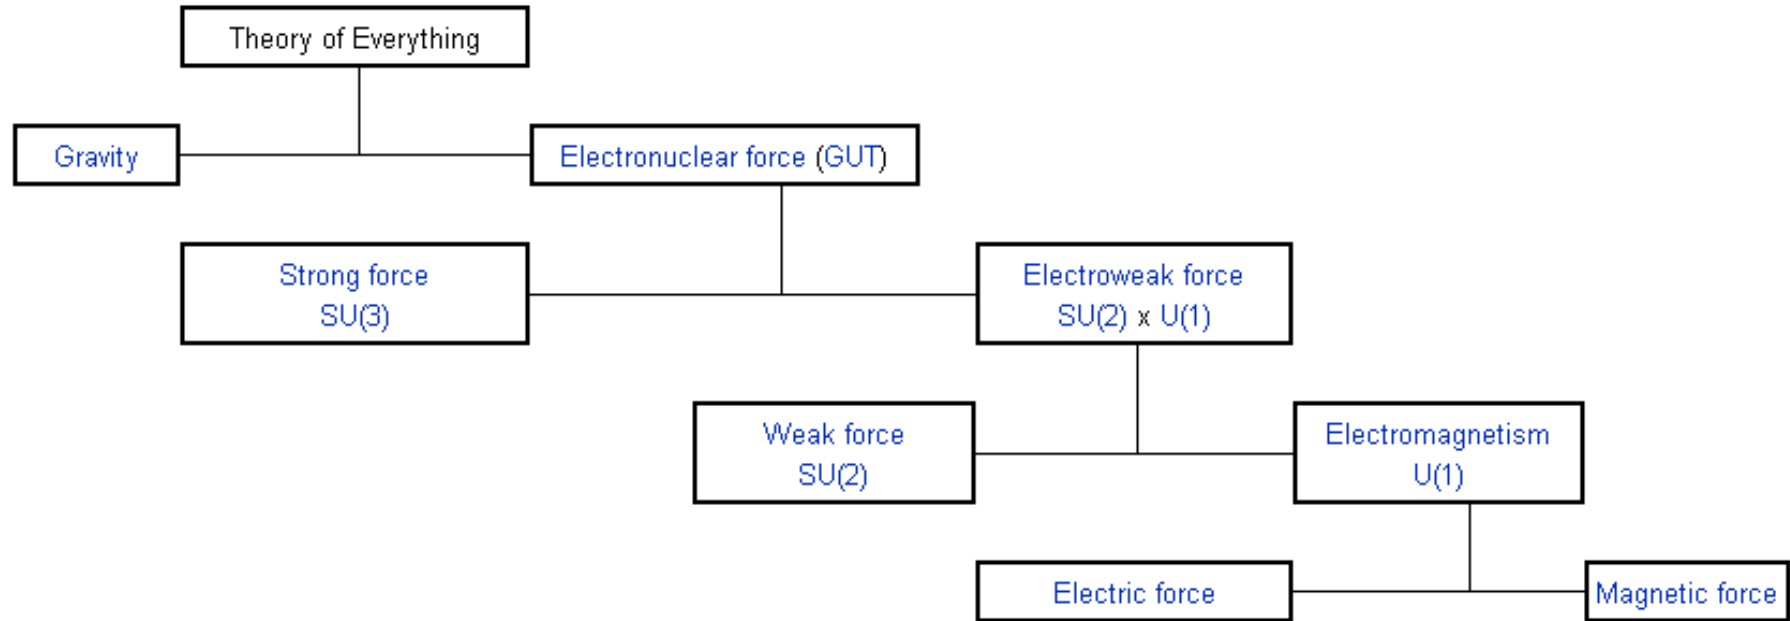 Theory of Everything
Gravity
Electronuclear force (GUT)
Strong force
SU(3)
Electroweak force
SU(2) x U(1)
Weak force
SU(2)
Electromagnetism
U(1)
Electric force
Magnetic force